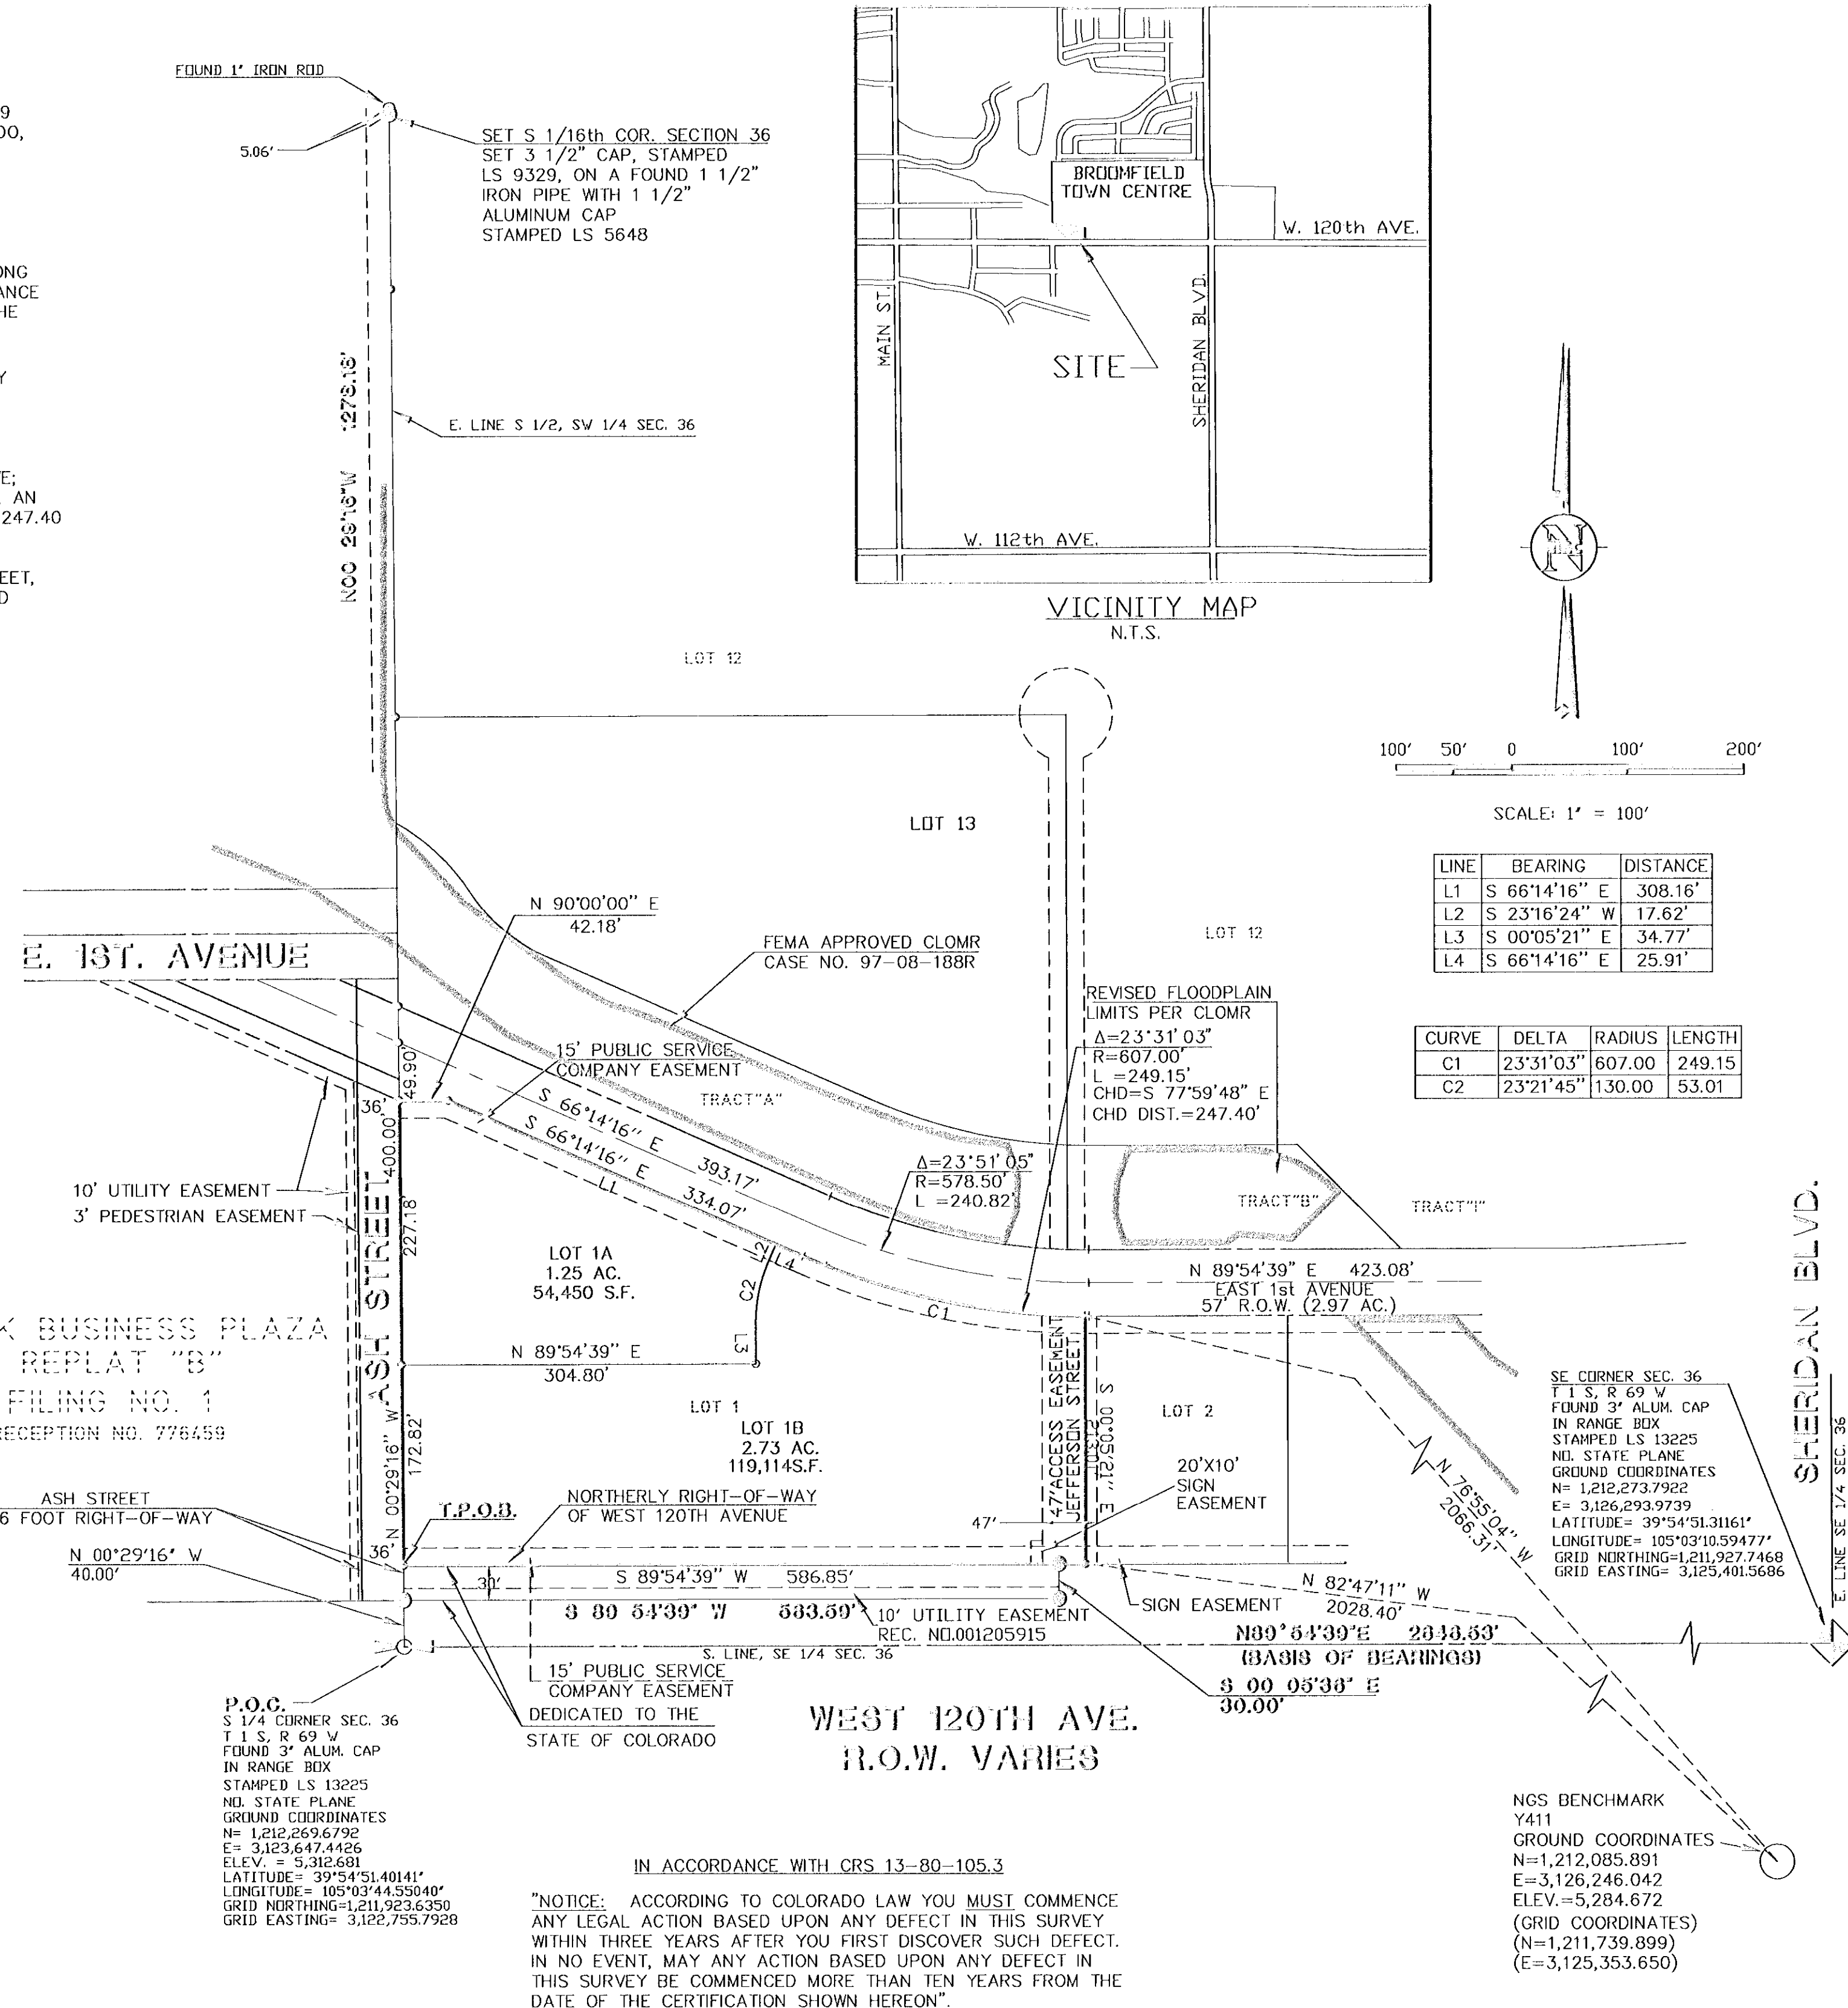 FOUND 1" IRON ROD
5.06'
SET S 1/16th COR. SECTION 36
SET 3 1/2" CAP, STAMPED
LS 9329, ON A FOUND 1 1/2"
IRON PIPE WITH 1 1/2"
ALUMINUM CAP
STAMPED LS 5648
9
DO,
ONG
ANCE
HE
Y
E;
AN
247.40
EET,
D
BROOMFIELD
TOWN CENTRE
W. 120th AVE.
MAIN ST.
SHERIDAN BLVD.
SITE
W. 112th AVE.
VICINITY MAP
N.T.S.
N
E. LINE S 1/2, SW 1/4 SEC. 36
N00 29'16"W 1278.18'
LOT 12
100' 50' 0 100' 200'
SCALE: 1" = 100'
LOT 13
LINE BEARING DISTANCE
L1 S 66°14'16" E 308.16'
L2 S 23°16'24" W 17.62'
L3 S 00°05'21" E 34.77'
L4 S 66°14'16" E 25.91'
CURVE DELTA RADIUS LENGTH
C1 23°31'03" 607.00 249.15
C2 23°21'45" 130.00 53.01
N 90°00'00" E
42.18'
LOT 12
FEMA APPROVED CLOMR
CASE NO. 97-08-188R
E. 1ST. AVENUE
REVISED FLOODPLAIN
LIMITS PER CLOMR
Δ=23°31'03"
R=607.00'
L =249.15'
CHD=S 77°59'48" E
CHD DIST.=247.40'
15' PUBLIC SERVICE
COMPANY EASEMENT
TRACT"A"
49.90'
36'
400.00'
S 66°14'16" E 393.17'
S 66°14'16" E 334.07'
L1
Δ=23°51'05"
R=578.50'
L =240.82'
TRACT"B"
TRACT"I"
10' UTILITY EASEMENT
3' PEDESTRIAN EASEMENT
227.18'
ASH STREET
LOT 1A
1.25 AC.
54,450 S.F.
L2
L4
C2
L3
C1
N 89°54'39" E 423.08'
EAST 1st AVENUE
57' R.O.W. (2.97 AC.)
SHERIDAN BLVD.
K BUSINESS PLAZA
REPLAT "B"
FILING NO. 1
RECEPTION NO. 776459
N 89°54'39" E
304.80'
LOT 1
LOT 1B
2.73 AC.
119,114S.F.
N 00°29'16" W
172.82'
47'ACCESS EASEMENT
JEFFERSON STREET
S 00°05'21" E
LOT 2
20'X10'
SIGN
EASEMENT
47'
SE CORNER SEC. 36
T 1 S, R 69 W
FOUND 3" ALUM. CAP
IN RANGE BOX
STAMPED LS 13225
NO. STATE PLANE
GROUND COORDINATES
N= 1,212,273.7922
E= 3,126,293.9739
LATITUDE= 39°54'51.31161"
LONGITUDE= 105°03'10.59477"
GRID NORTHING=1,211,927.7468
GRID EASTING= 3,125,401.5686
E. LINE SE 1/4 SEC. 36
N 76°55'04" W
2066.31'
ASH STREET
6 FOOT RIGHT-OF-WAY
T.P.O.B.
NORTHERLY RIGHT-OF-WAY
OF WEST 120TH AVENUE
36'
N 00°29'16" W
40.00'
30'
S 89°54'39" W 586.85'
S 89 54'39" W 583.59'
10' UTILITY EASEMENT
REC. NO.001205915
SIGN EASEMENT
N 82°47'11" W
2028.40'
N89°54'39"E 2646.53'
(BASIS OF BEARINGS)
S. LINE, SE 1/4 SEC. 36
15' PUBLIC SERVICE
COMPANY EASEMENT
DEDICATED TO THE
STATE OF COLORADO
S 00 05'36" E
30.00'
WEST 120TH AVE.
R.O.W. VARIES
P.O.C.
S 1/4 CORNER SEC. 36
T 1 S, R 69 W
FOUND 3" ALUM. CAP
IN RANGE BOX
STAMPED LS 13225
NO. STATE PLANE
GROUND COORDINATES
N= 1,212,269.6792
E= 3,123,647.4426
ELEV. = 5,312.681
LATITUDE= 39°54'51.40141"
LONGITUDE= 105°03'44.55040"
GRID NORTHING=1,211,923.6350
GRID EASTING= 3,122,755.7928
NGS BENCHMARK
Y411
GROUND COORDINATES
N=1,212,085.891
E=3,126,246.042
ELEV.=5,284.672
(GRID COORDINATES)
(N=1,211,739.899)
(E=3,125,353.650)
IN ACCORDANCE WITH CRS 13-80-105.3
"NOTICE: ACCORDING TO COLORADO LAW YOU MUST COMMENCE
ANY LEGAL ACTION BASED UPON ANY DEFECT IN THIS SURVEY
WITHIN THREE YEARS AFTER YOU FIRST DISCOVER SUCH DEFECT.
IN NO EVENT, MAY ANY ACTION BASED UPON ANY DEFECT IN
THIS SURVEY BE COMMENCED MORE THAN TEN YEARS FROM THE
DATE OF THE CERTIFICATION SHOWN HEREON".